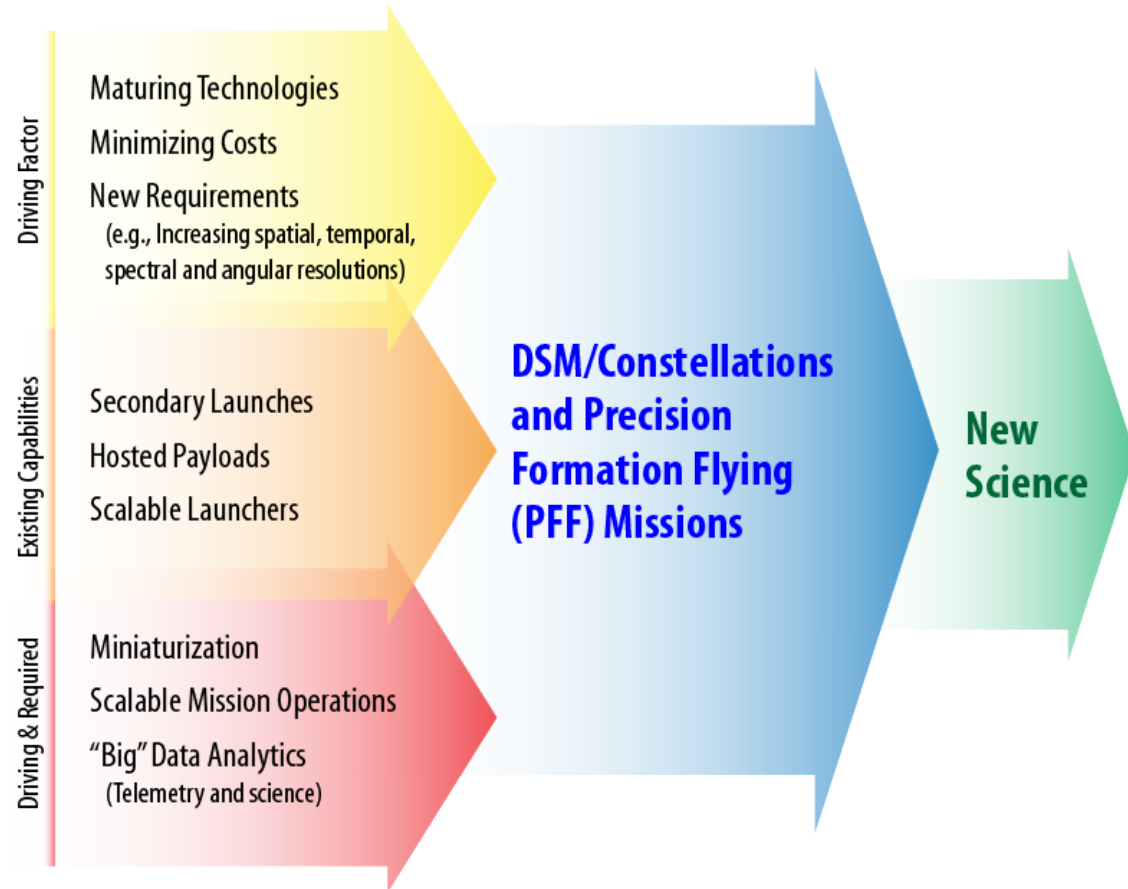 Driving Factor
Maturing Technologies
Minimizing Costs
New Requirements
(e.g., Increasing spatial, temporal,
spectral and angular resolutions)
Existing Capabilities
Secondary Launches
Hosted Payloads
Scalable Launchers
Driving & Required
Miniaturization
Scalable Mission Operations
“Big” Data Analytics
(Telemetry and science)
DSM/Constellations
and Precision
Formation Flying
(PFF) Missions
New
Science